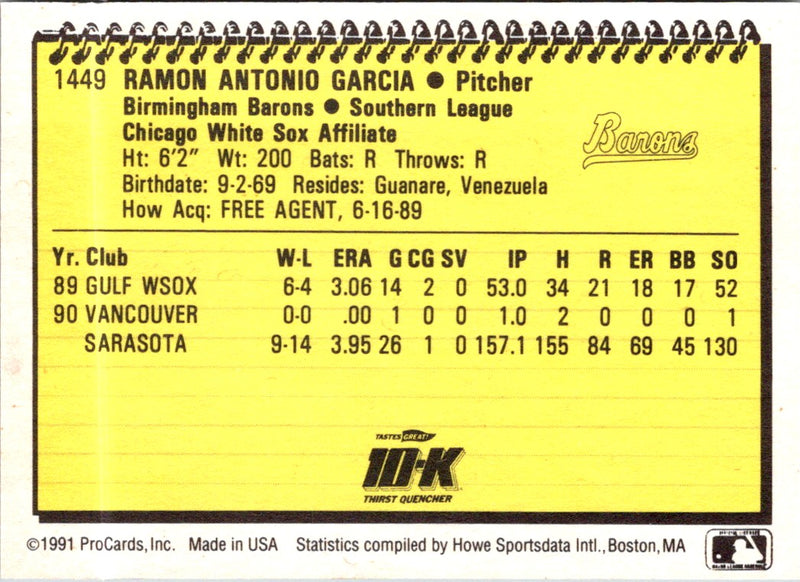 1449 RAMON ANTONIO GARCIA ● Pitcher
Birmingham Barons ● Southern League
Chicago White Sox Affiliate
Barons
Ht: 6'2" Wt: 200 Bats: R Throws: R
Birthdate: 9-2-69 Resides: Guanare, Venezuela
How Acq: FREE AGENT, 6-16-89
Yr. Club W-L ERA G CG SV IP H R ER BB SO
89 GULF WSOX 6-4 3.06 14 2 0 53.0 34 21 18 17 52
90 VANCOUVER 0-0 .00 1 0 0 1.0 2 0 0 0 1
SARASOTA 9-14 3.95 26 1 0 157.1 155 84 69 45 130
TASTES GREAT!
10-K
THIRST QUENCHER
©1991 ProCards, Inc. Made in USA Statistics compiled by Howe Sportsdata Intl., Boston, MA